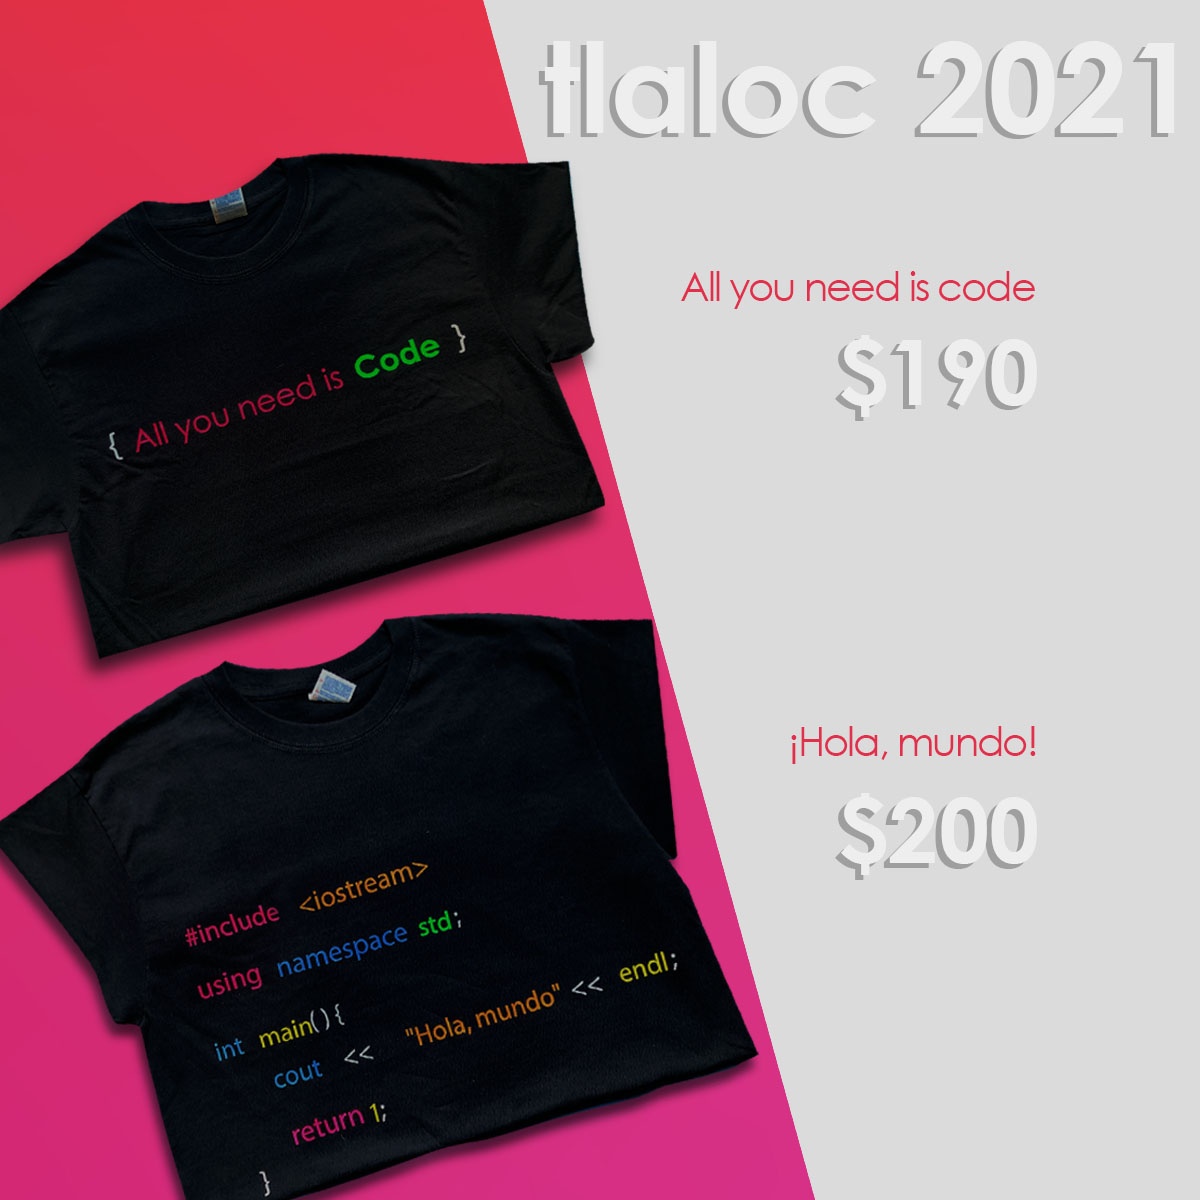 tlaloc 2021
All you need is code
$190
{ All you need is Code }
¡Hola, mundo!
$200
#include <iostream>
using namespace std;
int main(){
cout << "Hola, mundo" << endl;
return 1;
}